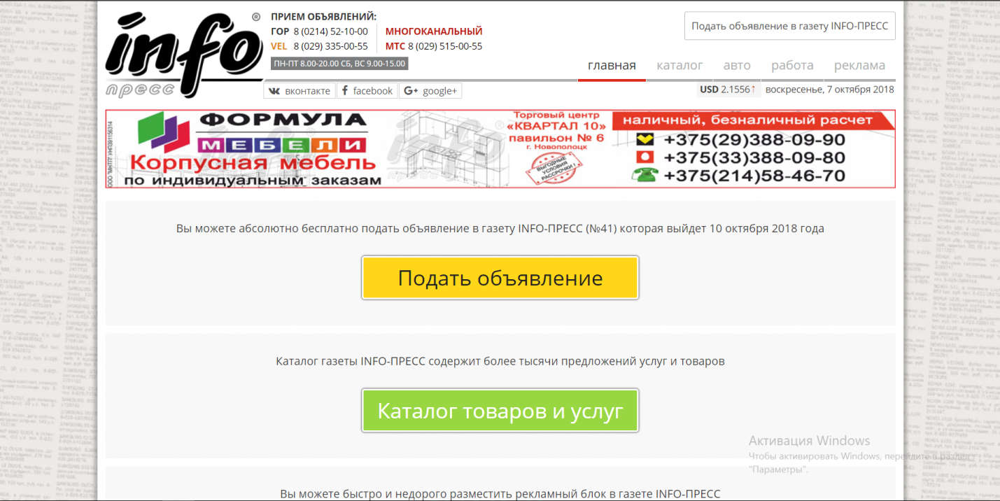 info ®
пресс
ПРИЕМ ОБЪЯВЛЕНИЙ:
ГОР 8 (0214) 52-10-00 МНОГОКАНАЛЬНЫЙ
VEL 8 (029) 335-00-55 МТС 8 (029) 515-00-55
ПН-ПТ 8.00-20.00 СБ, ВС 9.00-15.00
Подать объявление в газету INFO-ПРЕСС
главная каталог авто работа реклама
вконтакте facebook G+ google+
USD 2.1556↑ воскресенье, 7 октября 2018
ФОРМУЛА
МЕБЕЛИ
Корпусная мебель
по индивидуальным заказам
Торговый центр
«КВАРТАЛ 10»
павильон № 6
г. Новополоцк
ВЫГОДНЫЕ
УСЛОВИЯ
РАССРОЧКИ!
наличный, безналичный расчет
+375(29)388-09-90
+375(33)388-09-80
+375(214)58-46-70
Вы можете абсолютно бесплатно подать объявление в газету INFO-ПРЕСС (№41) которая выйдет 10 октября 2018 года
Подать объявление
Каталог газеты INFO-ПРЕСС содержит более тысячи предложений услуг и товаров
Каталог товаров и услуг
Активация Windows
Чтобы активировать Windows, перейдите в раздел
"Параметры".
Вы можете быстро и недорого разместить рекламный блок в газете INFO-ПРЕСС